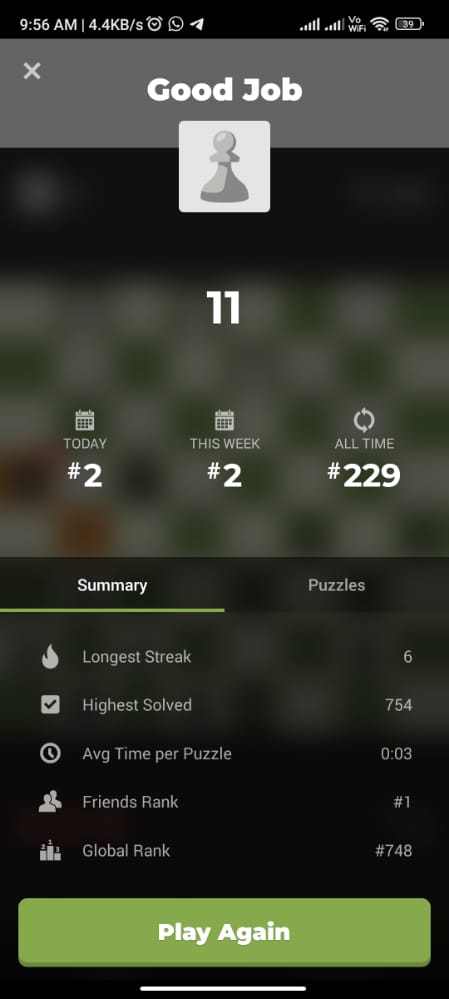 9:56 AM | 4.4KB/s
Vo
WiFi
39
Good Job
11
TODAY
THIS WEEK
ALL TIME
#2
#2
#229
Summary
Puzzles
Longest Streak
6
Highest Solved
754
Avg Time per Puzzle
0:03
Friends Rank
#1
Global Rank
#748
Play Again